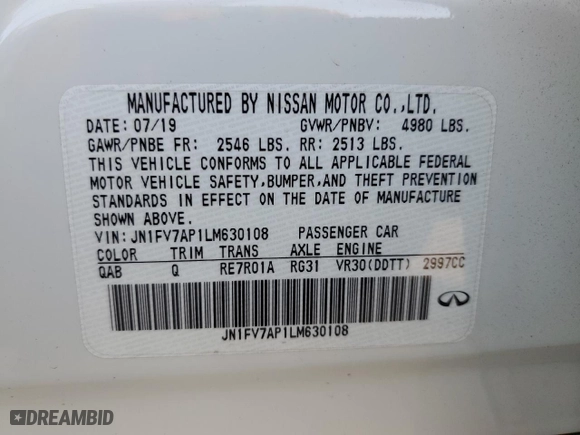 MANUFACTURED BY NISSAN MOTOR CO.,LTD.
DATE: 07/19 GVWR/PNBV: 4980 LBS.
GAWR/PNBE FR: 2546 LBS. RR: 2513 LBS.
THIS VEHICLE CONFORMS TO ALL APPLICABLE FEDERAL
MOTOR VEHICLE SAFETY,BUMPER,AND THEFT PREVENTION
STANDARDS IN EFFECT ON THE DATE OF MANUFACTURE
SHOWN ABOVE.
VIN: JN1FV7AP1LM630108 PASSENGER CAR
COLOR TRIM TRANS AXLE ENGINE
QAB Q RE7R01A RG31 VR30(DDTT) 2997CC
JN1FV7AP1LM630108
DREAMBID